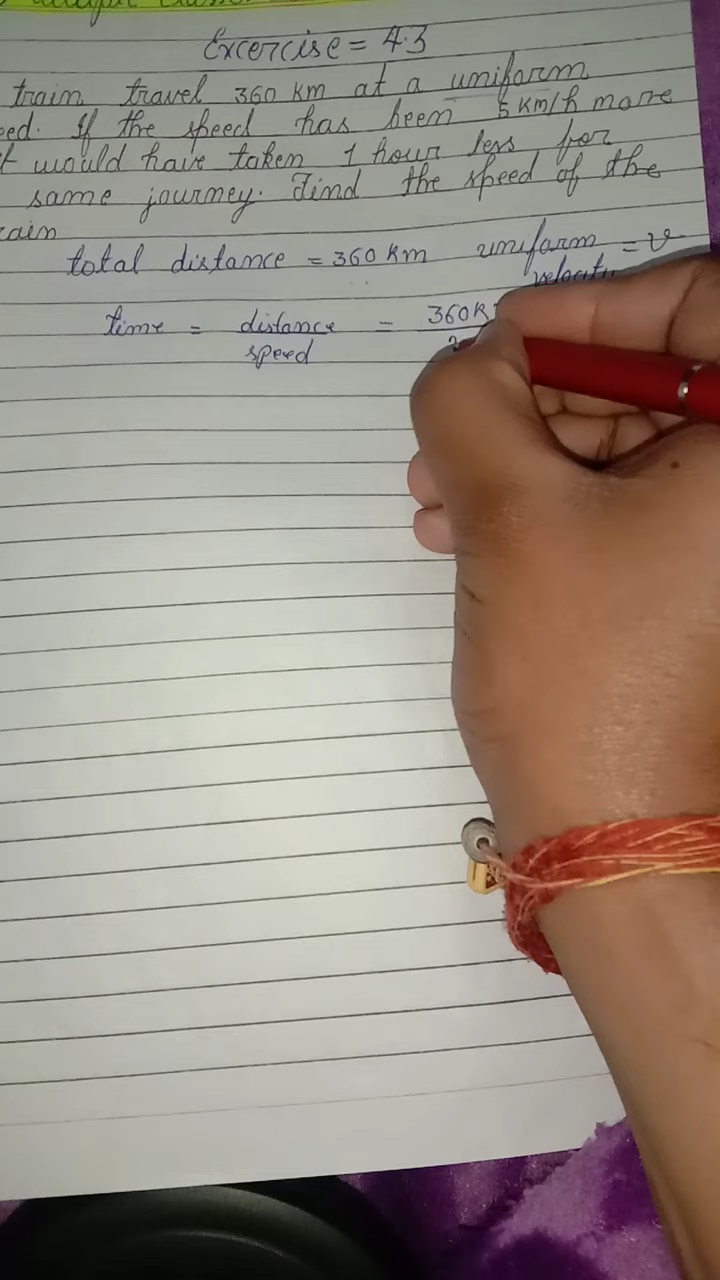 Excercise = 4.3
train travel 360 km at a uniform
eed. If the speed has been 5 km/h more
t would have taken 1 hour less for
same journey. Find the speed of the
rain
total distance = 360 km uniform = v
velocity
time = distance = 360K
speed